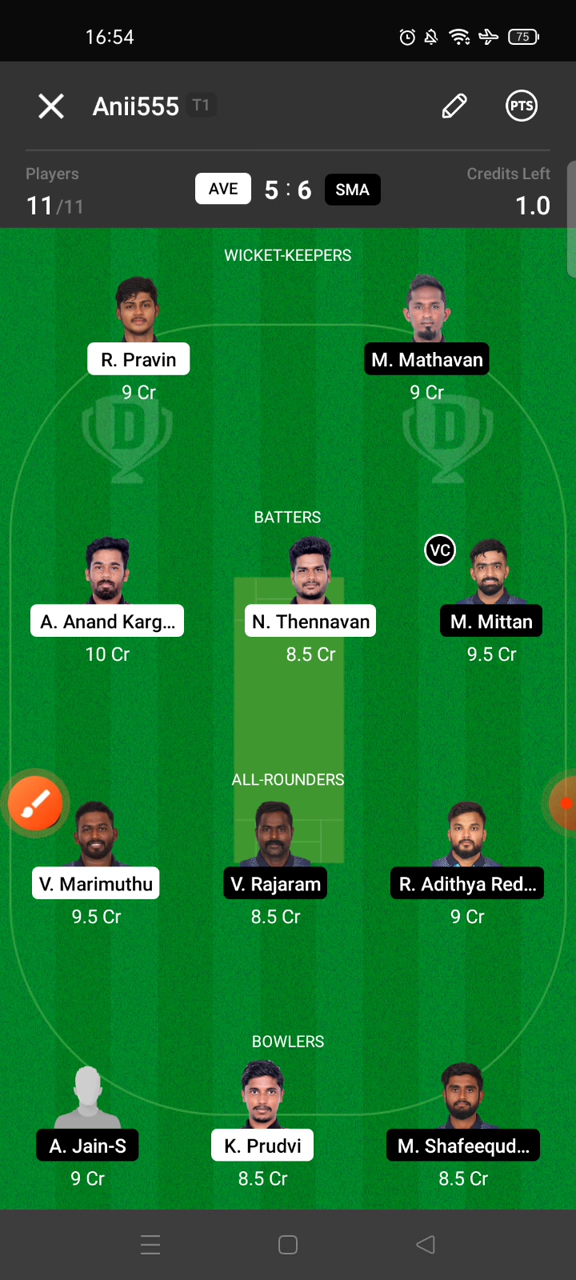 16:54
75
Anii555 T1
PTS
Players
Credits Left
11/11
AVE 5 : 6 SMA
1.0
WICKET-KEEPERS
R. Pravin
M. Mathavan
9 Cr
9 Cr
D
D
BATTERS
VC
A. Anand Karg...
N. Thennavan
M. Mittan
10 Cr
8.5 Cr
9.5 Cr
ALL-ROUNDERS
V. Marimuthu
V. Rajaram
R. Adithya Red...
9.5 Cr
8.5 Cr
9 Cr
BOWLERS
A. Jain-S
K. Prudvi
M. Shafeequd...
9 Cr
8.5 Cr
8.5 Cr